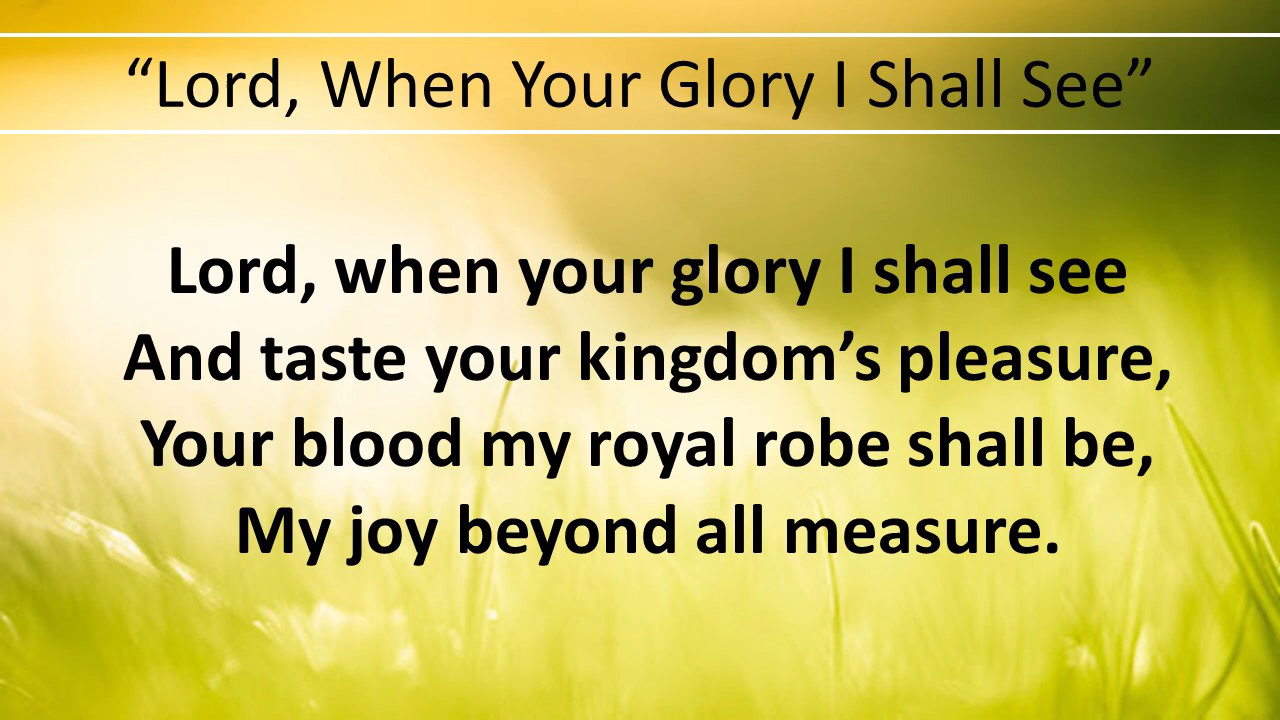 “Lord, When Your Glory I Shall See”
Lord, when your glory I shall see
And taste your kingdom’s pleasure,
Your blood my royal robe shall be,
My joy beyond all measure.